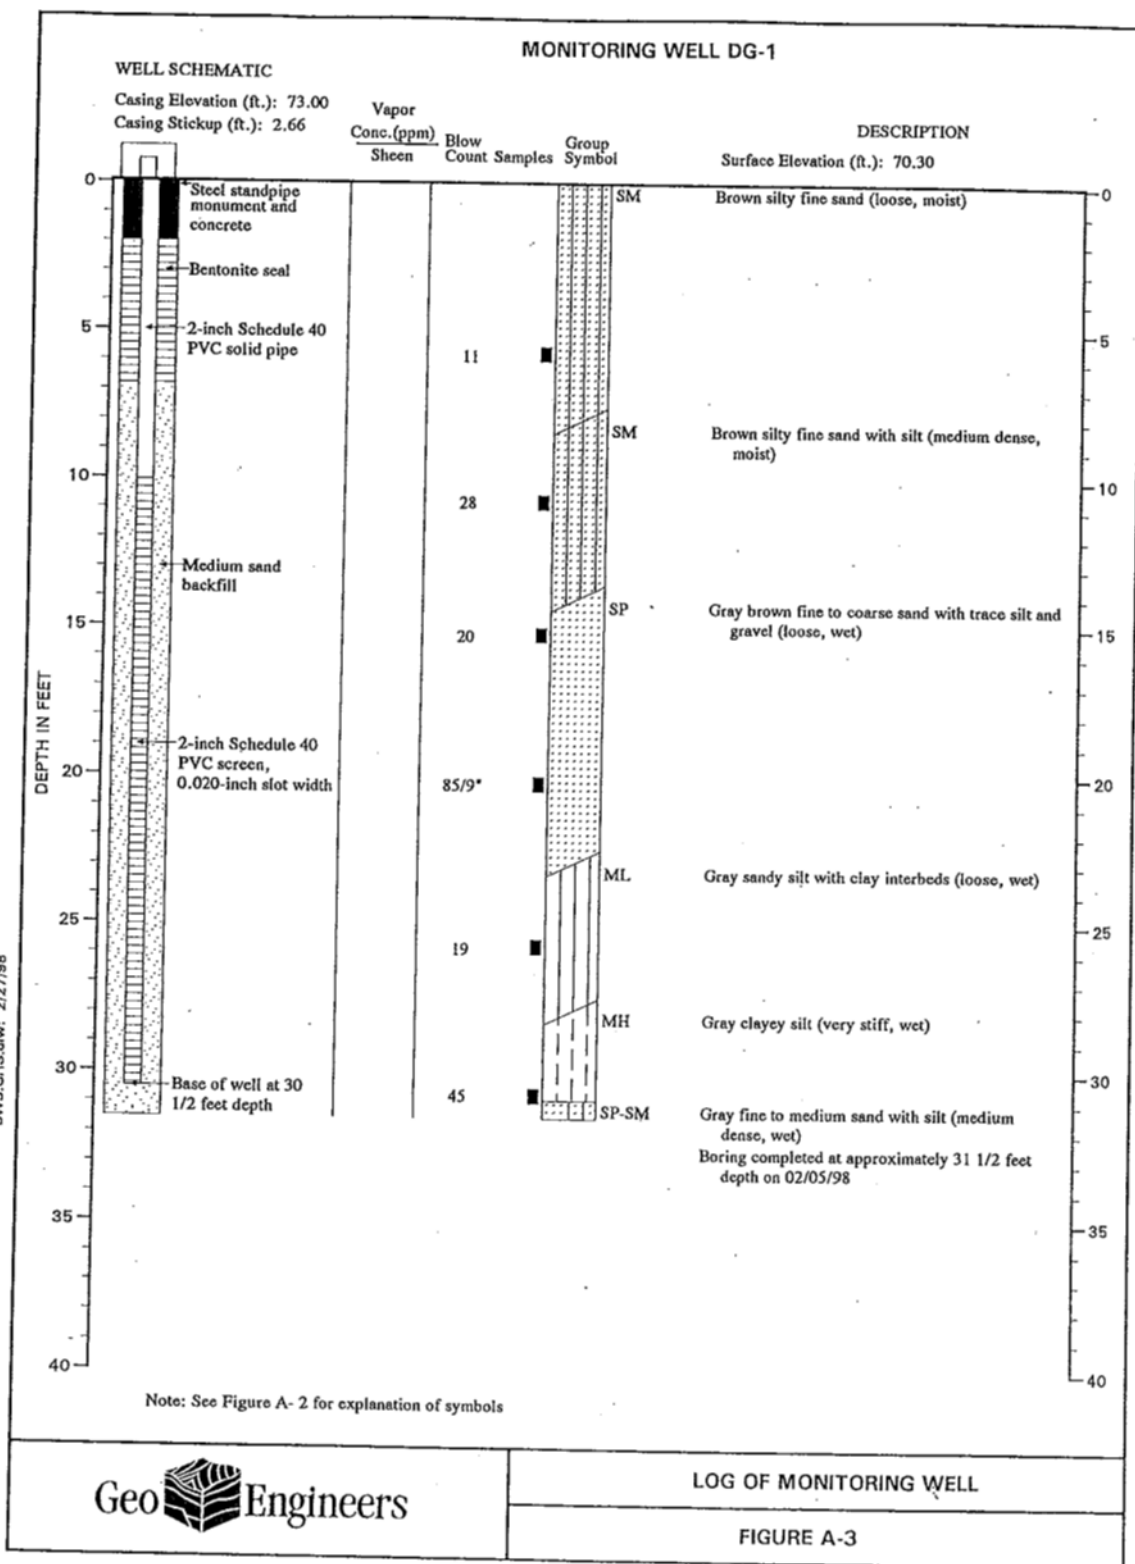 MONITORING WELL DG-1
WELL SCHEMATIC
Casing Elevation (ft.): 73.00
Casing Stickup (ft.): 2.66
Vapor
Conc.(ppm)
Sheen
Blow
Count
Samples
Group
Symbol
DESCRIPTION
Surface Elevation (ft.): 70.30
0
Steel standpipe
monument and
concrete
SM
Brown silty fine sand (loose, moist)
0
Bentonite seal
5
2-inch Schedule 40
PVC solid pipe
11
5
SM
Brown silty fine sand with silt (medium dense,
moist)
10
28
10
Medium sand
backfill
SP
Gray brown fine to coarse sand with trace silt and
gravel (loose, wet)
15
20
15
DEPTH IN FEET
2-inch Schedule 40
PVC screen,
0.020-inch slot width
20
85/9"
20
ML
Gray sandy silt with clay interbeds (loose, wet)
25
19
25
MH
Gray clayey silt (very stiff, wet)
30
Base of well at 30
1/2 feet depth
45
30
SP-SM
Gray fine to medium sand with silt (medium
dense, wet)
Boring completed at approximately 31 1/2 feet
depth on 02/05/98
35
35
40
40
2/27/98
Note: See Figure A- 2 for explanation of symbols
Geo Engineers
LOG OF MONITORING WELL
FIGURE A-3